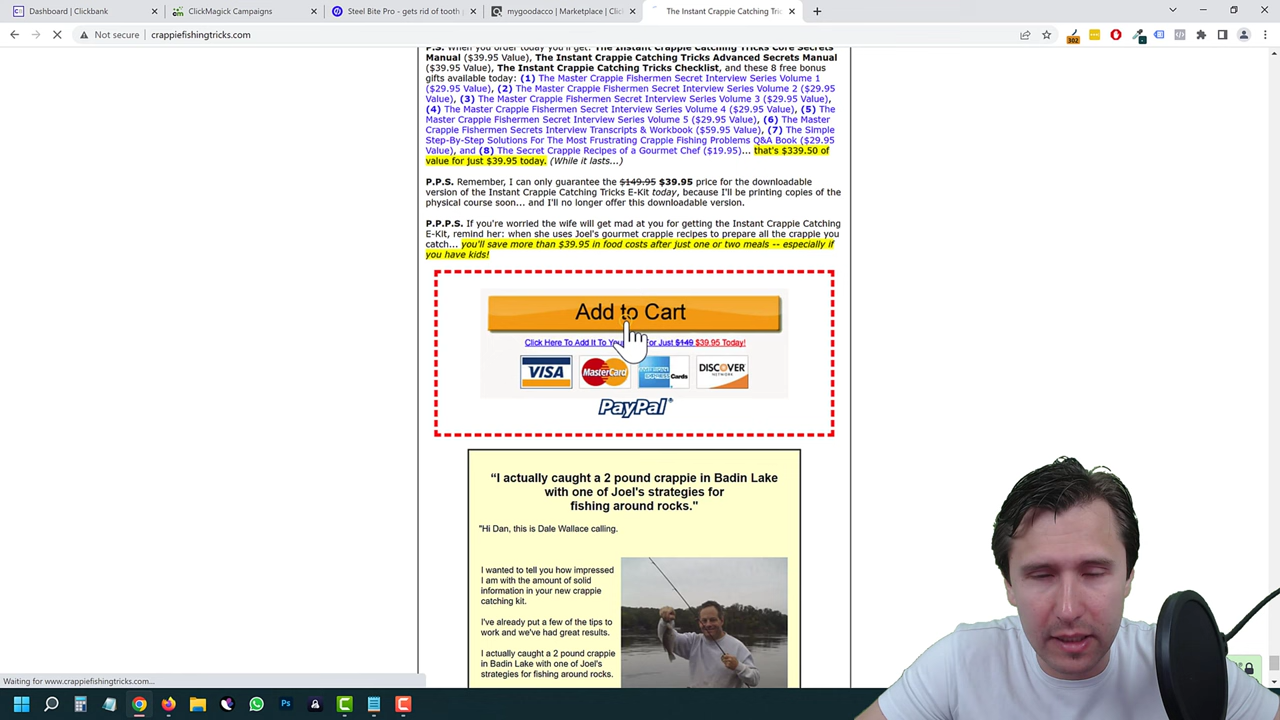 Dashboard | Clickbank
ClickMagick Campaigns
Steel Bite Pro - gets rid of tooth p
mygoodacco | Marketplace | Click
The Instant Crappie Catching Tric
Not secure | crappiefishingtricks.com
302
P.S. When you order today you'll get: The Instant Crappie Catching Tricks Core Secrets
Manual ($39.95 Value), The Instant Crappie Catching Tricks Advanced Secrets Manual
($39.95 Value), The Instant Crappie Catching Tricks Checklist, and these 8 free bonus
gifts available today: (1) The Master Crappie Fishermen Secret Interview Series Volume 1
($29.95 Value), (2) The Master Crappie Fishermen Secret Interview Series Volume 2 ($29.95
Value), (3) The Master Crappie Fishermen Secret Interview Series Volume 3 ($29.95 Value),
(4) The Master Crappie Fishermen Secret Interview Series Volume 4 ($29.95 Value), (5) The
Master Crappie Fishermen Secret Interview Series Volume 5 ($29.95 Value), (6) The Master
Crappie Fishermen Secrets Interview Transcripts & Workbook ($59.95 Value), (7) The Simple
Step-By-Step Solutions For The Most Frustrating Crappie Fishing Problems Q&A Book ($29.95
Value), and (8) The Secret Crappie Recipes of a Gourmet Chef ($19.95)... that's $339.50 of
value for just $39.95 today. (While it lasts...)
P.P.S. Remember, I can only guarantee the $149.95 $39.95 price for the downloadable
version of the Instant Crappie Catching Tricks E-Kit today, because I'll be printing copies of the
physical course soon... and I'll no longer offer this downloadable version.
P.P.P.S. If you're worried the wife will get mad at you for getting the Instant Crappie Catching
E-Kit, remind her: when she uses Joel's gourmet crappie recipes to prepare all the crappie you
catch... you'll save more than $39.95 in food costs after just one or two meals -- especially if
you have kids!
Add to Cart
Click Here To Add It To You For Just $149 $39.95 Today!
VISA
MasterCard
AMERICAN EXPRESS Cards
DISCOVER
NETWORK
PayPal
“I actually caught a 2 pound crappie in Badin Lake
with one of Joel's strategies for
fishing around rocks."
"Hi Dan, this is Dale Wallace calling.
I wanted to tell you how impressed
I am with the amount of solid
information in your new crappie
catching kit.
I've already put a few of the tips to
work and we've had great results.
I actually caught a 2 pound crappie
in Badin Lake with one of Joel's
strategies for fishing around rocks.
Waiting for www.crappiefishingtricks.com...